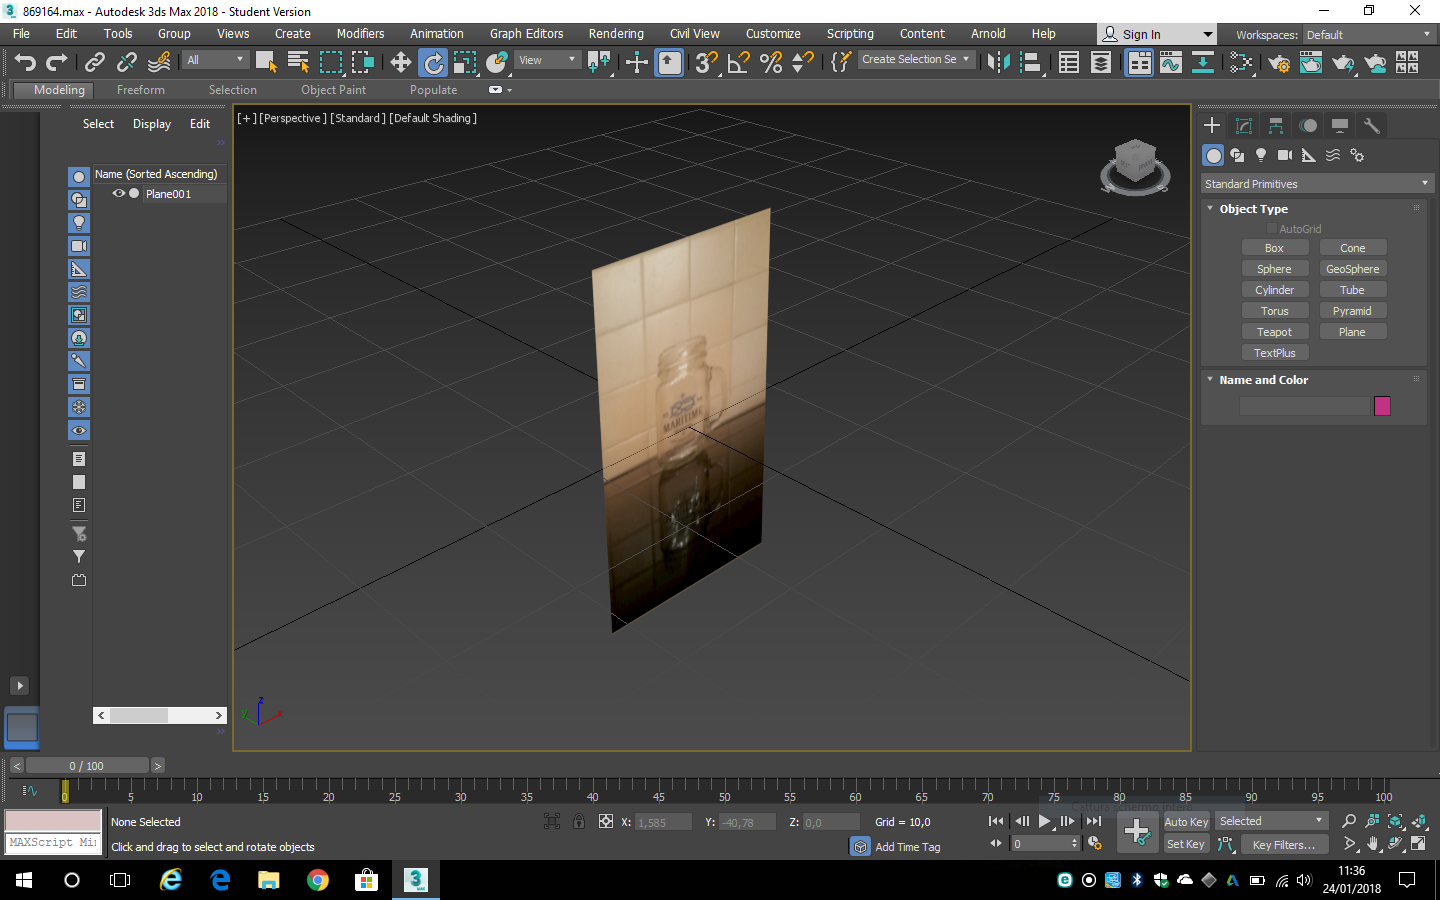 869164.max - Autodesk 3ds Max 2018 - Student Version
File Edit Tools Group Views Create Modifiers Animation Graph Editors Rendering Civil View Customize Scripting Content Arnold Help Sign In Workspaces: Default
All View Create Selection Se
Modeling Freeform Selection Object Paint Populate
Select Display Edit
[+] [Perspective ] [Standard ] [Default Shading ]
Name (Sorted Ascending)
Plane001
Standard Primitives
Object Type
AutoGrid
Box Cone
Sphere GeoSphere
Cylinder Tube
Torus Pyramid
Teapot Plane
TextPlus
Name and Color
MARITIME
z
y x
0 / 100
0 5 10 15 20 25 30 35 40 45 50 55 60 65 70 75 80 85 90 95 100
Cattura schermo intero
None Selected X: 1,585 Y: -40,78 Z: 0,0 Grid = 10,0 Auto Key Selected
MAXScript Mi
Click and drag to select and rotate objects Add Time Tag 0 Set Key Key Filters...
11:36
24/01/2018